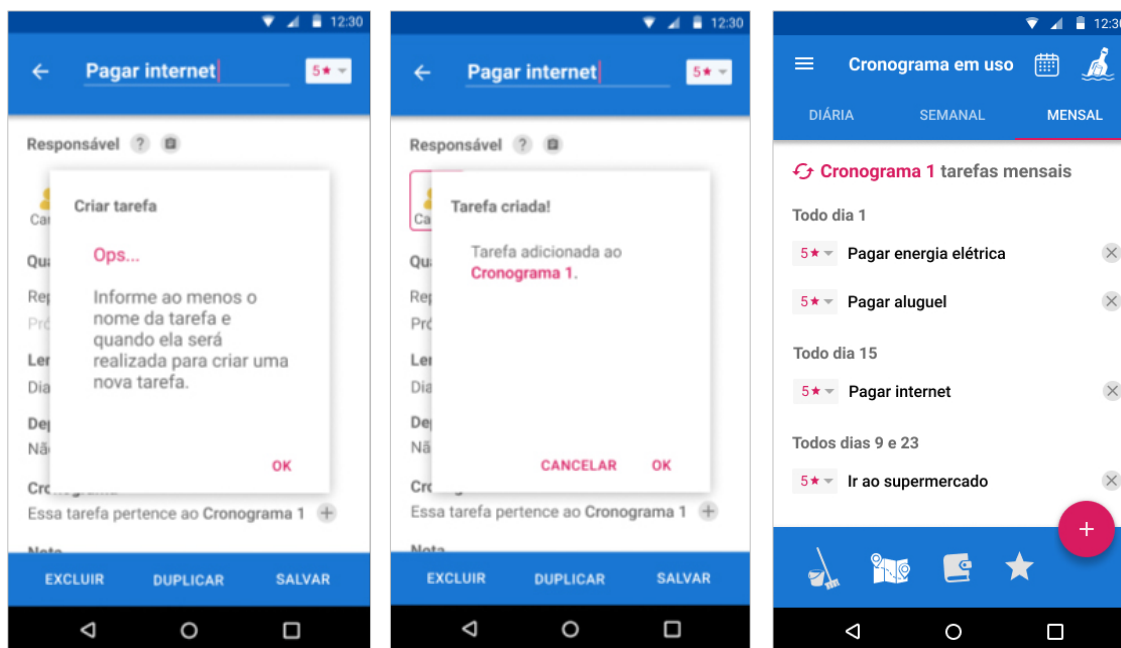 12:30
Pagar internet
5★
Responsável ?
Criar tarefa
Ops...
Informe ao menos o
nome da tarefa e
quando ela será
realizada para criar uma
nova tarefa.
OK
Essa tarefa pertence ao Cronograma 1 +
Nota
EXCLUIR DUPLICAR SALVAR
12:30
Pagar internet
5★
Responsável ?
Tarefa criada!
Tarefa adicionada ao
Cronograma 1.
CANCELAR OK
Essa tarefa pertence ao Cronograma 1 +
Nota
EXCLUIR DUPLICAR SALVAR
12:30
Cronograma em uso
DIÁRIA SEMANAL MENSAL
Cronograma 1 tarefas mensais
Todo dia 1
5★ Pagar energia elétrica
5★ Pagar aluguel
Todo dia 15
5★ Pagar internet
Todos dias 9 e 23
5★ Ir ao supermercado
+